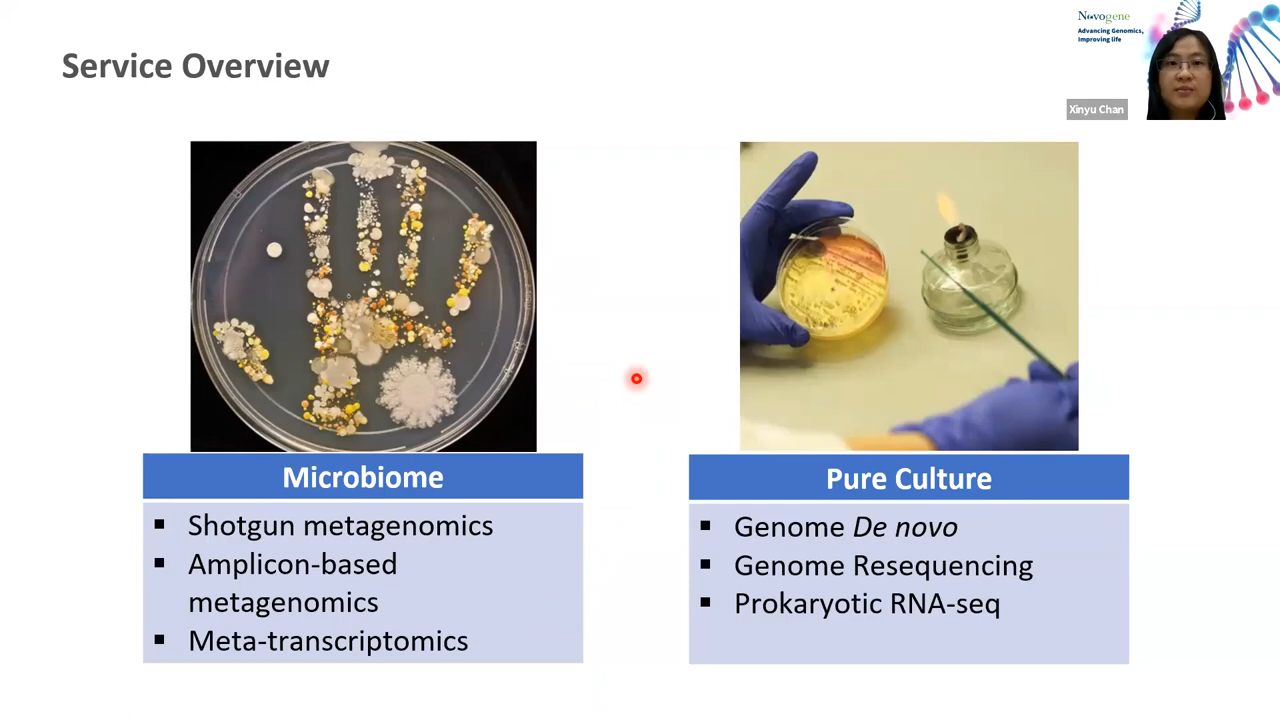 Service Overview
Novogene
Advancing Genomics,
Improving life
Xinyu Chan
Microbiome
▪ Shotgun metagenomics
▪ Amplicon-based
metagenomics
▪ Meta-transcriptomics
Pure Culture
▪ Genome De novo
▪ Genome Resequencing
▪ Prokaryotic RNA-seq